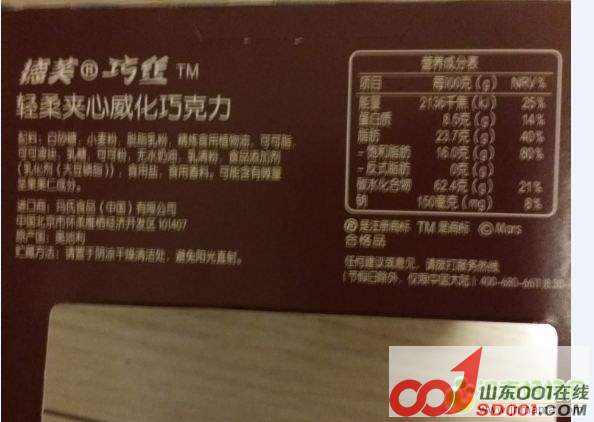 德芙®巧丝™
轻柔夹心威化巧克力
配料：白砂糖，小麦粉，脱脂乳粉，精炼食用植物油，可可脂，
可可液块，乳糖，可可粉，无水奶油，乳清粉，食品添加剂
(乳化剂(大豆磷脂))，食用盐，食用香料。可能含有微量
坚果果仁成分。
进口商：玛氏食品（中国）有限公司
中国北京市怀柔雁栖经济开发区 101407
原产国：奥地利
贮藏方法：请置于阴凉干燥清洁处，避免阳光直射。
营养成分表
项目 每100克(g) NRV%
能量 2136千焦(kJ) 25%
蛋白质 8.5克(g) 14%
脂肪 23.7克(g) 40%
-饱和脂肪 16.0克(g) 80%
-反式脂肪 0克(g)
碳水化合物 62.4克(g) 21%
钠 150毫克(mg) 8%
®是注册商标 TM是商标 ©Mars
合格品
任何建议或意见，请拨打服务热线
(节假日除外，仅限中国大陆)：400-680-6671
山东001在线
SD001.COM